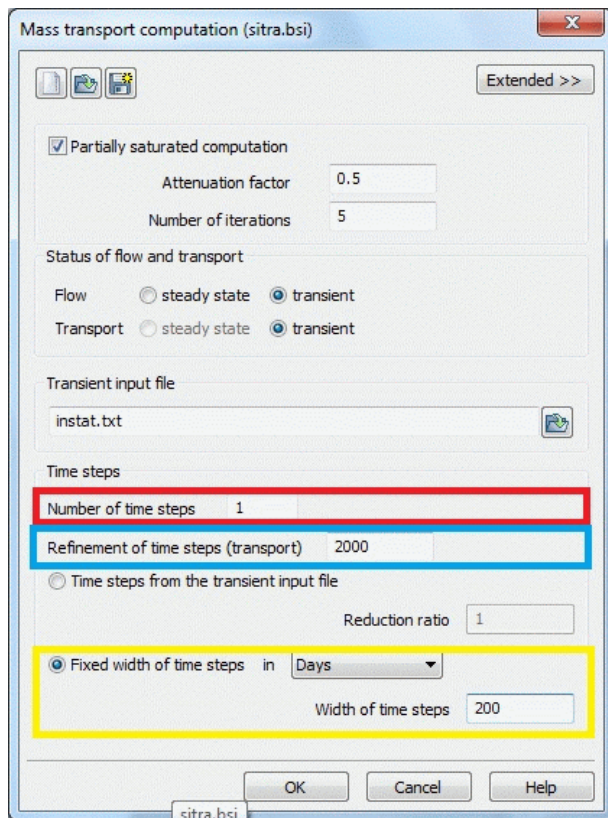 Mass transport computation (sitra.bsi)
Extended >>
Partially saturated computation
Attenuation factor 0.5
Number of iterations 5
Status of flow and transport
Flow steady state transient
Transport steady state transient
Transient input file
instat.txt
Time steps
Number of time steps 1
Refinement of time steps (transport) 2000
Time steps from the transient input file
Reduction ratio 1
Fixed width of time steps in Days
Width of time steps 200
OK Cancel Help
sitra.bsi